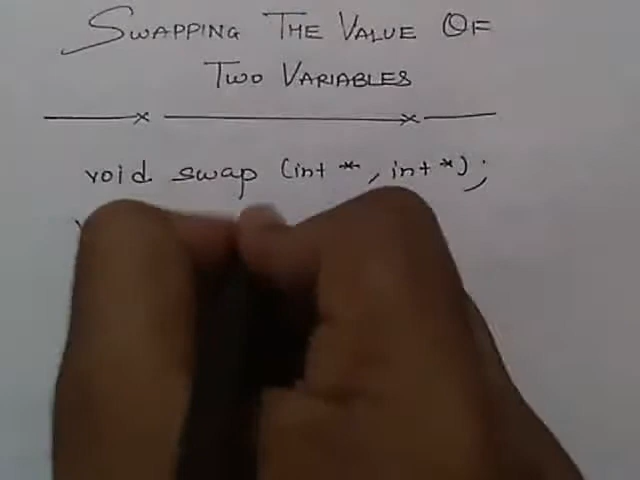 SWAPPING THE VALUE OF
TWO VARIABLES
void swap (int *, int *);